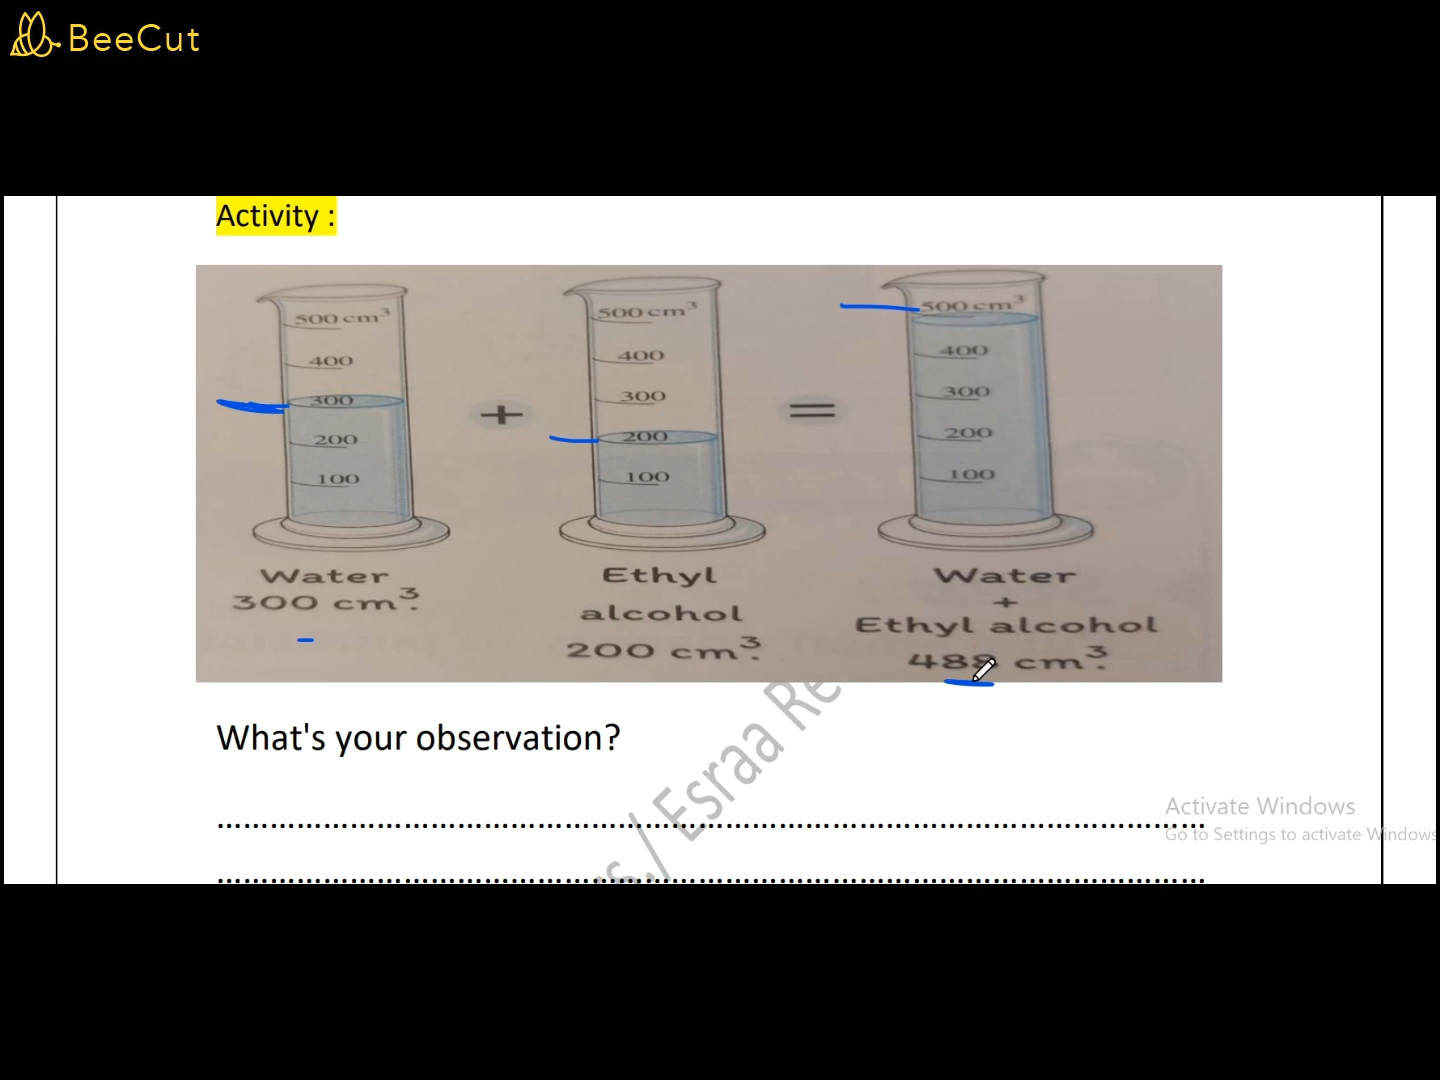 BeeCut
Activity :
500 cm³
400
300
200
100
+
500 cm³
400
300
200
100
=
500 cm³
400
300
200
100
Water
300 cm³.
Ethyl
alcohol
200 cm³.
Water
+
Ethyl alcohol
488 cm³.
What's your observation?
Esraa
Activate Windows
Go to Settings to activate Windows